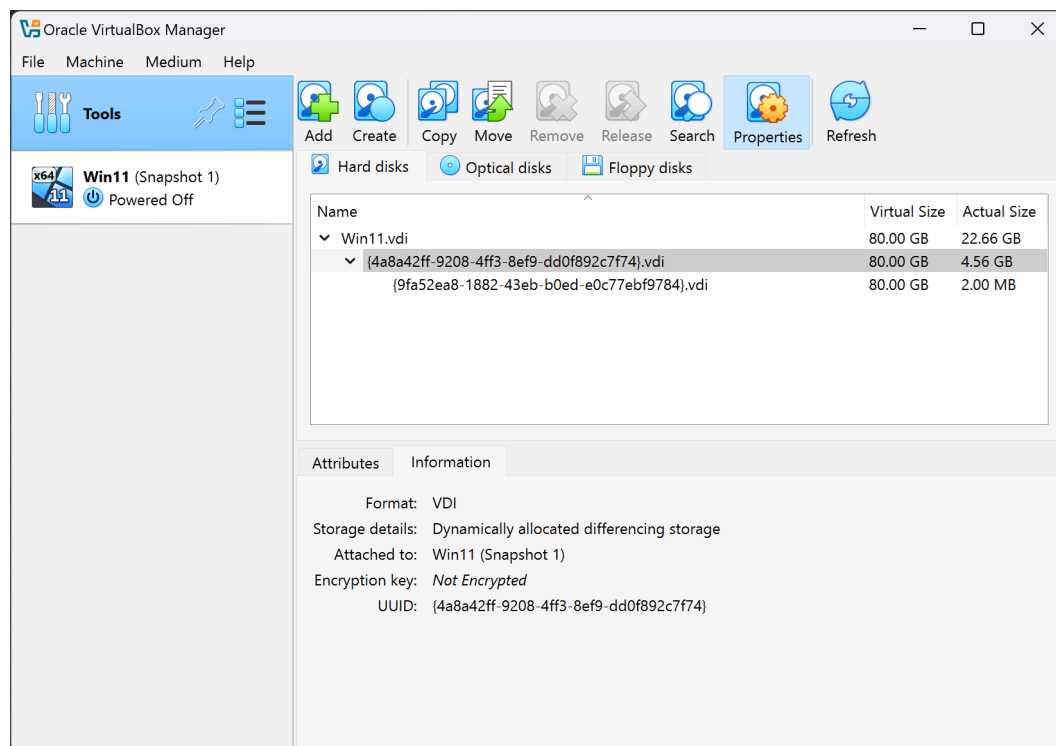 Oracle VirtualBox Manager
File Machine Medium Help
Tools
Add Create Copy Move Remove Release Search Properties Refresh
x64 11
Win11 (Snapshot 1)
Powered Off
Hard disks Optical disks Floppy disks
Name Virtual Size Actual Size
Win11.vdi 80.00 GB 22.66 GB
{4a8a42ff-9208-4ff3-8ef9-dd0f892c7f74}.vdi 80.00 GB 4.56 GB
{9fa52ea8-1882-43eb-b0ed-e0c77ebf9784}.vdi 80.00 GB 2.00 MB
Attributes Information
Format: VDI
Storage details: Dynamically allocated differencing storage
Attached to: Win11 (Snapshot 1)
Encryption key: Not Encrypted
UUID: {4a8a42ff-9208-4ff3-8ef9-dd0f892c7f74}